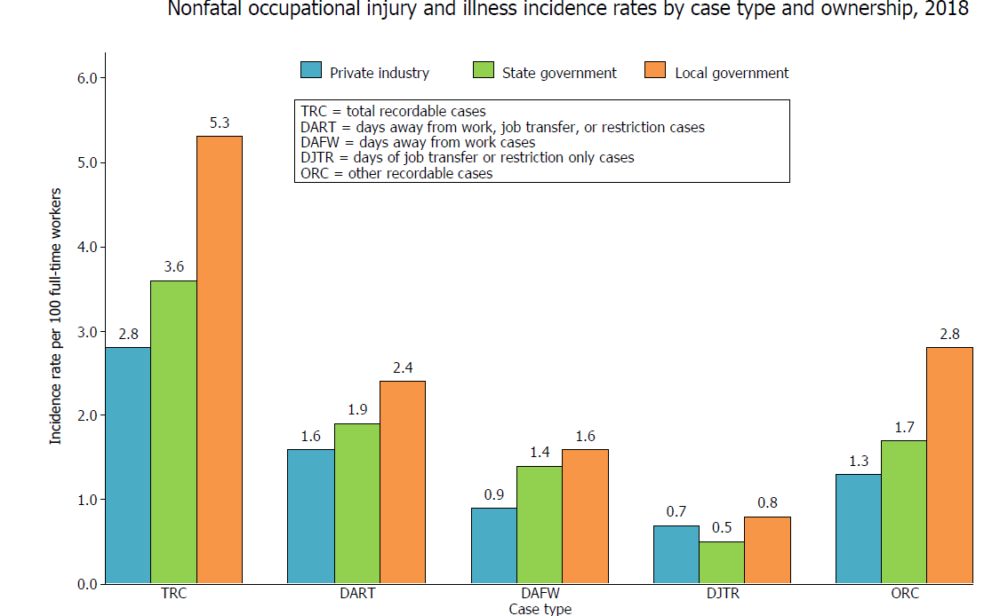 Nonfatal occupational injury and illness incidence rates by case type and ownership, 2018
Private industry
State government
Local government
TRC = total recordable cases
DART = days away from work, job transfer, or restriction cases
DAFW = days away from work cases
DJTR = days of job transfer or restriction only cases
ORC = other recordable cases
Incidence rate per 100 full-time workers
6.0
5.0
4.0
3.0
2.0
1.0
0.0
2.8
3.6
5.3
1.6
1.9
2.4
0.9
1.4
1.6
0.7
0.5
0.8
1.3
1.7
2.8
TRC
DART
DAFW
DJTR
ORC
Case type